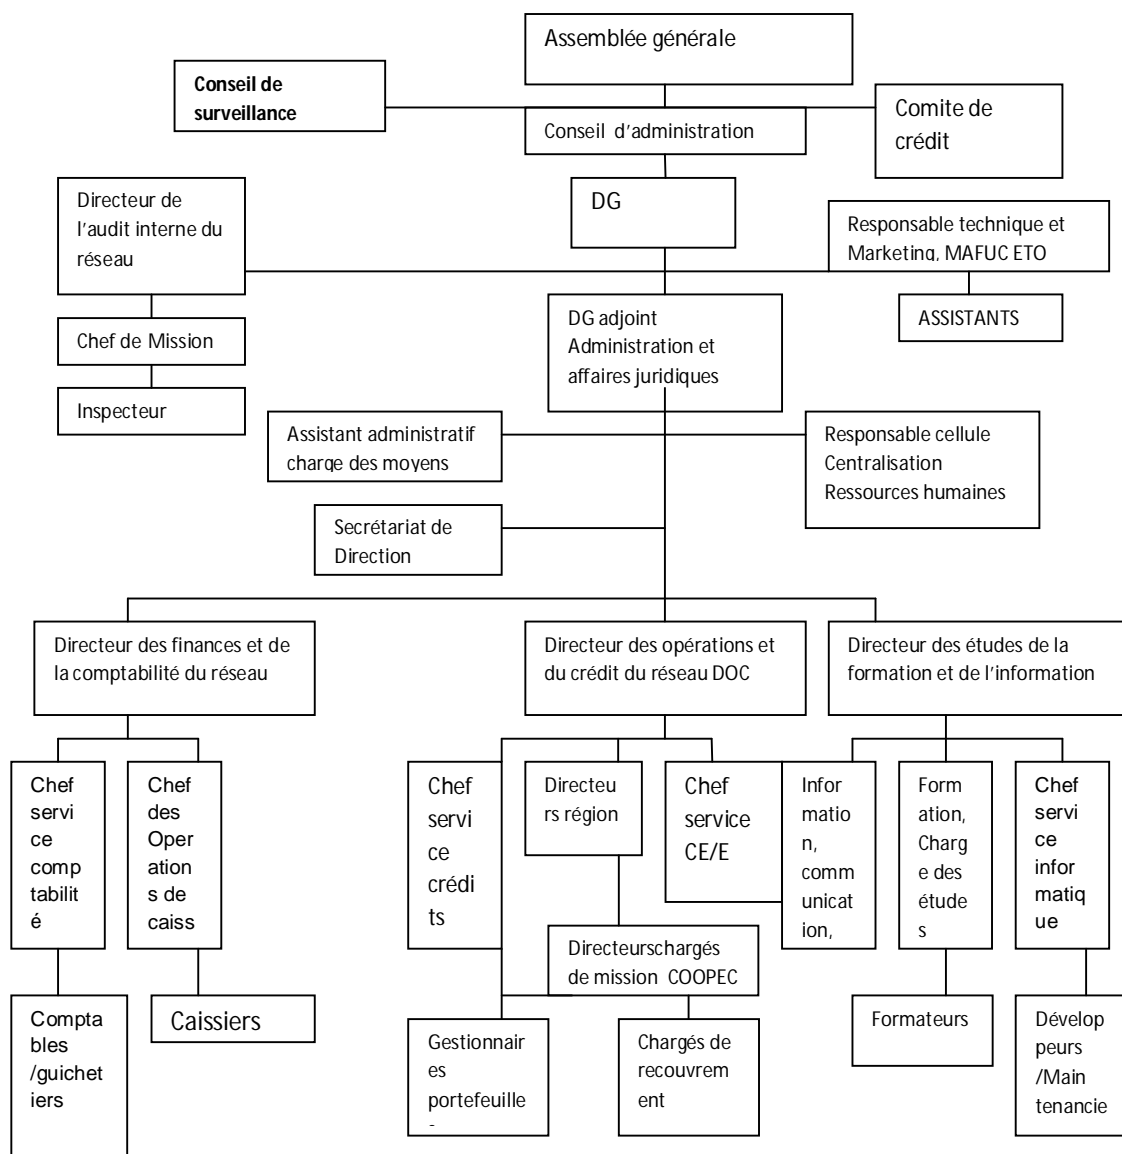 Assemblée générale
Conseil de
surveillance
Comite de
crédit
Conseil d'administration
Directeur de
l'audit interne du
réseau
DG
Responsable technique et
Marketing, MAFUC ETO
Chef de Mission
DG adjoint
Administration et
affaires juridiques
ASSISTANTS
Inspecteur
Assistant administratif
charge des moyens
Responsable cellule
Centralisation
Ressources humaines
Secrétariat de
Direction
Directeur des finances et de
la comptabilité du réseau
Directeur des opérations et
du crédit du réseau DOC
Directeur des études de la
formation et de l'information
Chef
servi
ce
comp
tabilit
é
Chef
des
Oper
ation
s de
caiss
Chef
servi
ce
crédi
ts
Directeu
rs région
Chef
service
CE/E
Infor
matio
n,
comm
unicat
ion,
Form
ation,
Charg
e des
étude
s
Chef
servi
ce
infor
matiq
ue
Directeurschargés
de mission COOPEC
Compta
bles
/guichet
iers
Caissiers
Gestionnair
es
portefeuille
Chargés de
recouvrem
ent
Formateurs
Dévelop
peurs
/Main
tenancie